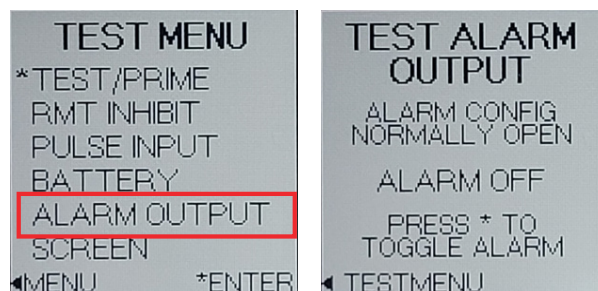 TEST MENU
*TEST/PRIME
RMT INHIBIT
PULSE INPUT
BATTERY
ALARM OUTPUT
SCREEN
◀MENU *ENTER
TEST ALARM
OUTPUT
ALARM CONFIG
NORMALLY OPEN
ALARM OFF
PRESS * TO
TOGGLE ALARM
◀ TESTMENU